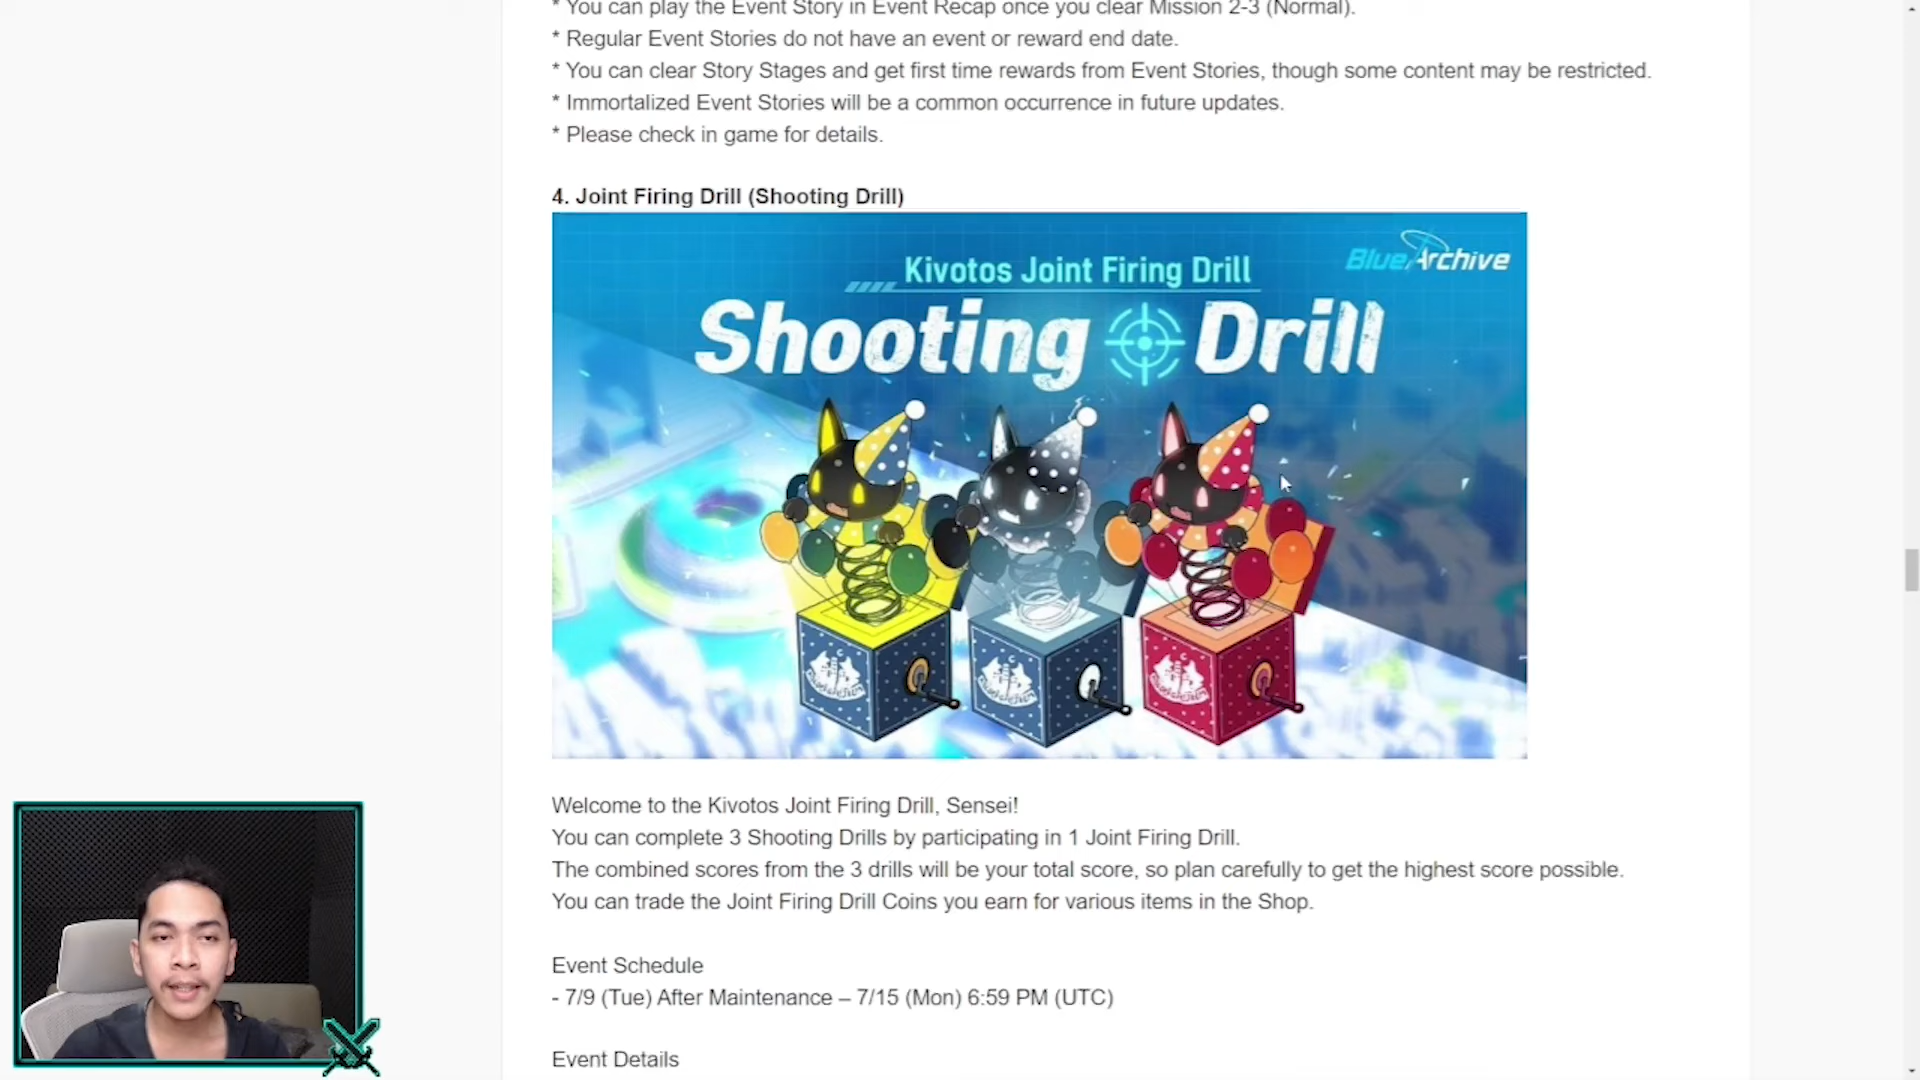 * You can play the Event Story in Event Recap once you clear Mission 2-3 (Normal).
* Regular Event Stories do not have an event or reward end date.
* You can clear Story Stages and get first time rewards from Event Stories, though some content may be restricted.
* Immortalized Event Stories will be a common occurrence in future updates.
* Please check in game for details.
4. Joint Firing Drill (Shooting Drill)
Blue Archive
Kivotos Joint Firing Drill
Shooting Drill
Welcome to the Kivotos Joint Firing Drill, Sensei!
You can complete 3 Shooting Drills by participating in 1 Joint Firing Drill.
The combined scores from the 3 drills will be your total score, so plan carefully to get the highest score possible.
You can trade the Joint Firing Drill Coins you earn for various items in the Shop.
Event Schedule
- 7/9 (Tue) After Maintenance – 7/15 (Mon) 6:59 PM (UTC)
Event Details